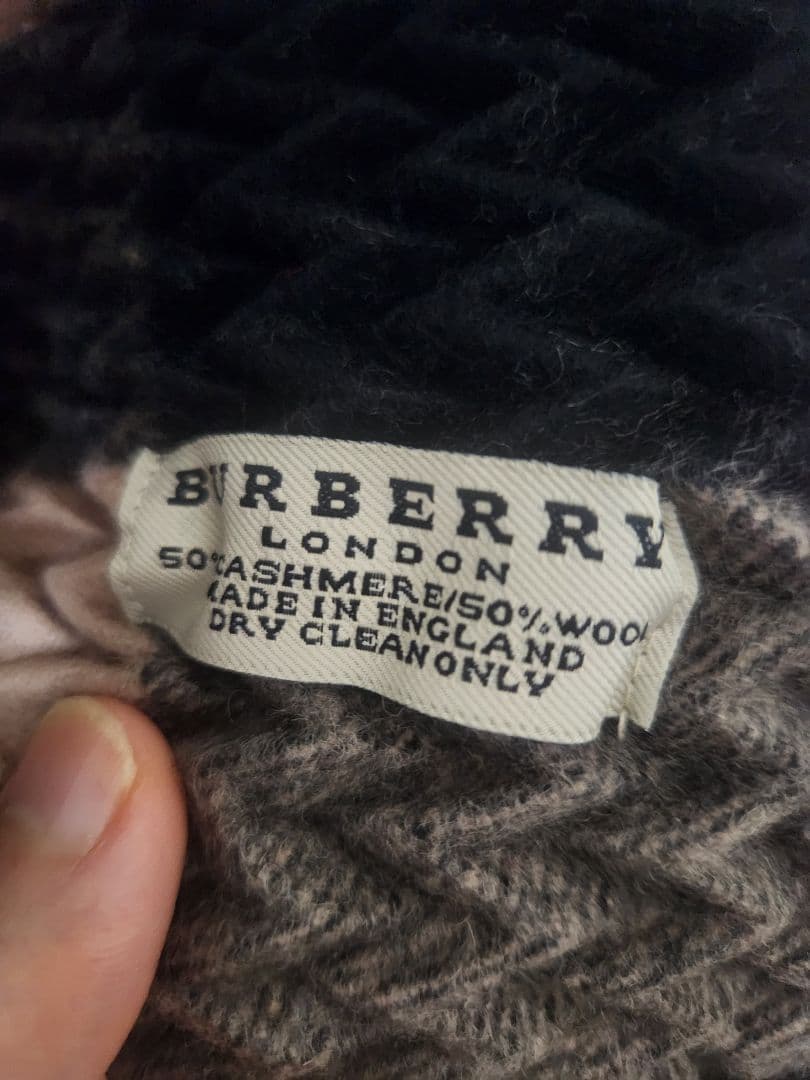 BURBERRY
LONDON
50% CASHMERE/50% WOOL
MADE IN ENGLAND
DRY CLEAN ONLY